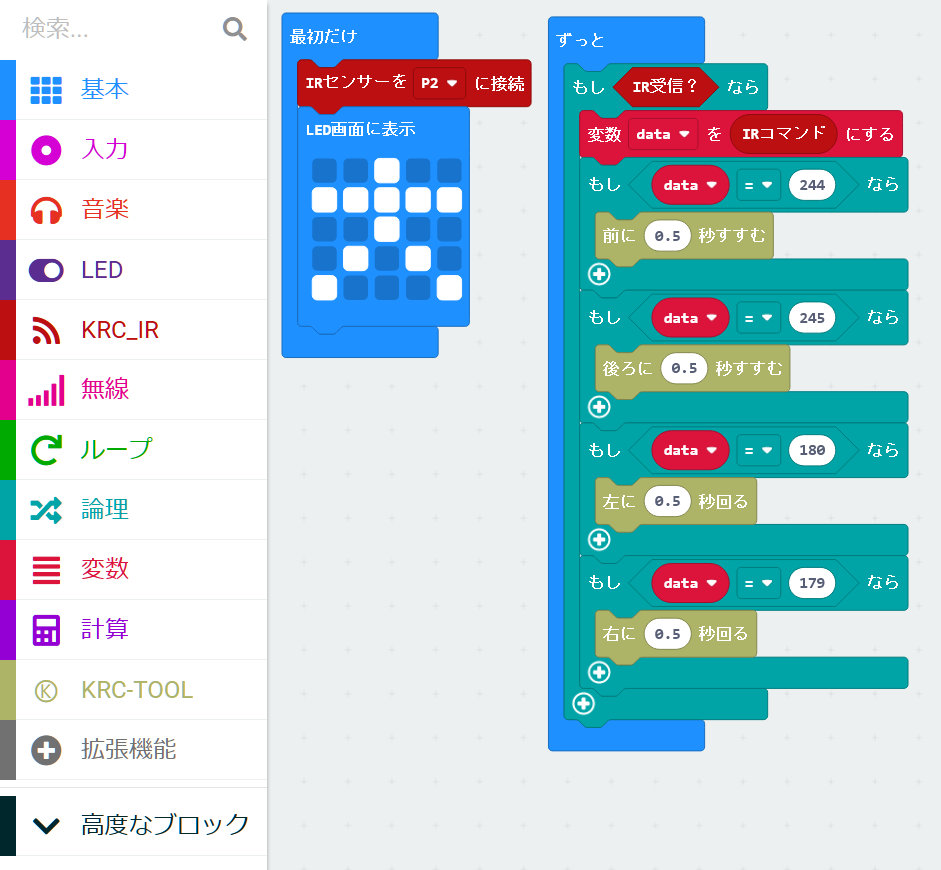 検索...
基本
入力
音楽
LED
KRC_IR
無線
ループ
論理
変数
計算
KRC-TOOL
拡張機能
高度なブロック
最初だけ
IRセンサーを P2 に接続
LED画面に表示
ずっと
もし IR受信？ なら
変数 data を IRコマンド にする
もし data = 244 なら
前に 0.5 秒すすむ
もし data = 245 なら
後ろに 0.5 秒すすむ
もし data = 180 なら
左に 0.5 秒回る
もし data = 179 なら
右に 0.5 秒回る